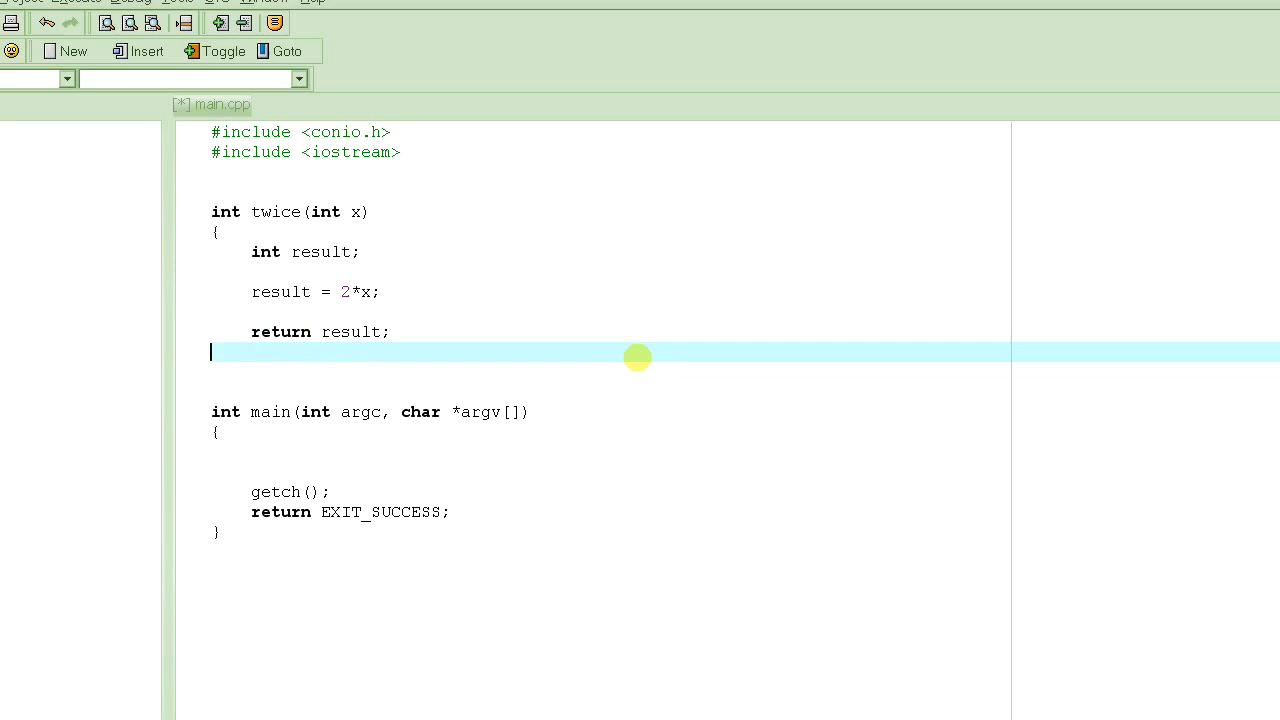 New Insert Toggle Goto
[*] main.cpp
#include <conio.h>
#include <iostream>
int twice(int x)
{
int result;
result = 2*x;
return result;
int main(int argc, char *argv[])
{
getch();
return EXIT_SUCCESS;
}